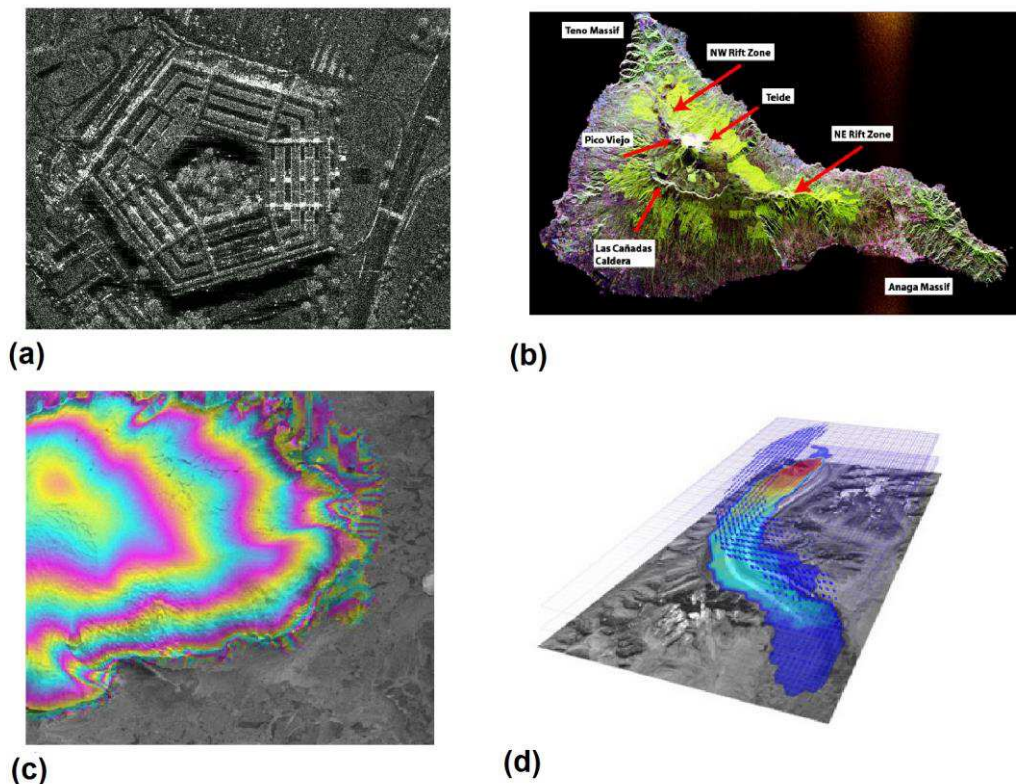 Teno Massif
NW Rift Zone
Teide
Pico Viejo
NE Rift Zone
Las Cañadas
Caldera
Anaga Massif
(a)
(b)
(c)
(d)